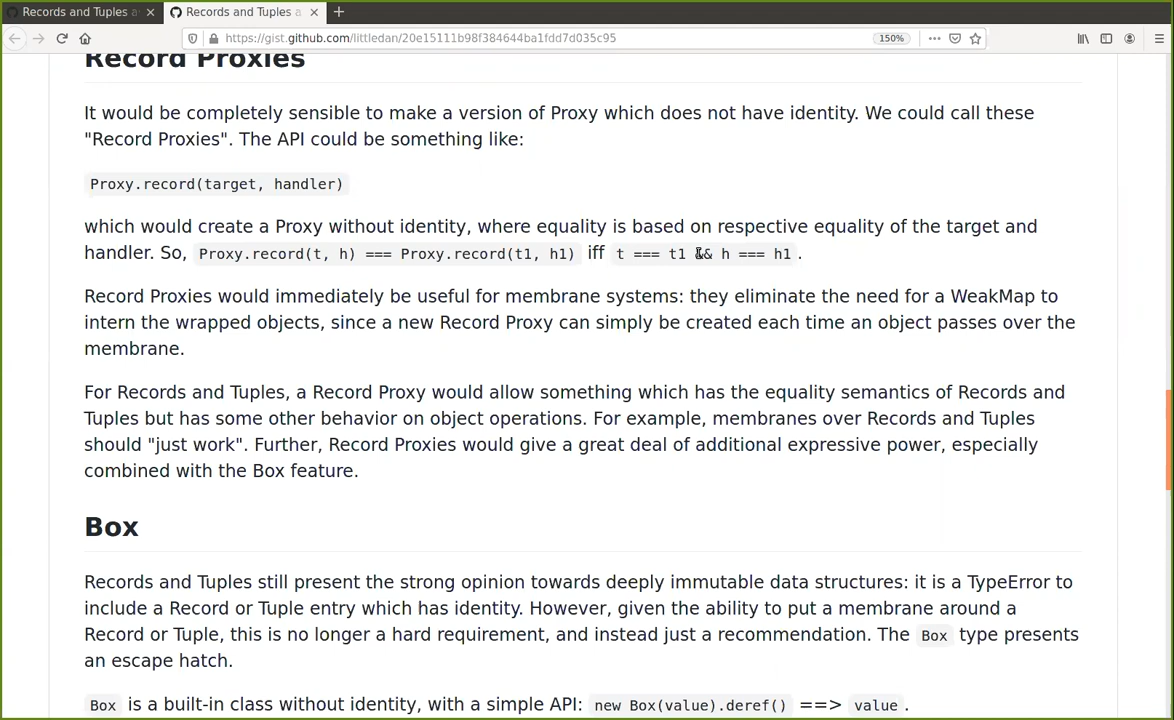 Records and Tuples a
Records and Tuples a
https://gist.github.com/littledan/20e15111b98f384644ba1fdd7d035c95
150%
Record Proxies
It would be completely sensible to make a version of Proxy which does not have identity. We could call these
"Record Proxies". The API could be something like:
Proxy.record(target, handler)
which would create a Proxy without identity, where equality is based on respective equality of the target and
handler. So, Proxy.record(t, h) === Proxy.record(t1, h1) iff t === t1 && h === h1 .
Record Proxies would immediately be useful for membrane systems: they eliminate the need for a WeakMap to
intern the wrapped objects, since a new Record Proxy can simply be created each time an object passes over the
membrane.
For Records and Tuples, a Record Proxy would allow something which has the equality semantics of Records and
Tuples but has some other behavior on object operations. For example, membranes over Records and Tuples
should "just work". Further, Record Proxies would give a great deal of additional expressive power, especially
combined with the Box feature.
Box
Records and Tuples still present the strong opinion towards deeply immutable data structures: it is a TypeError to
include a Record or Tuple entry which has identity. However, given the ability to put a membrane around a
Record or Tuple, this is no longer a hard requirement, and instead just a recommendation. The Box type presents
an escape hatch.
Box is a built-in class without identity, with a simple API: new Box(value).deref() ==> value .